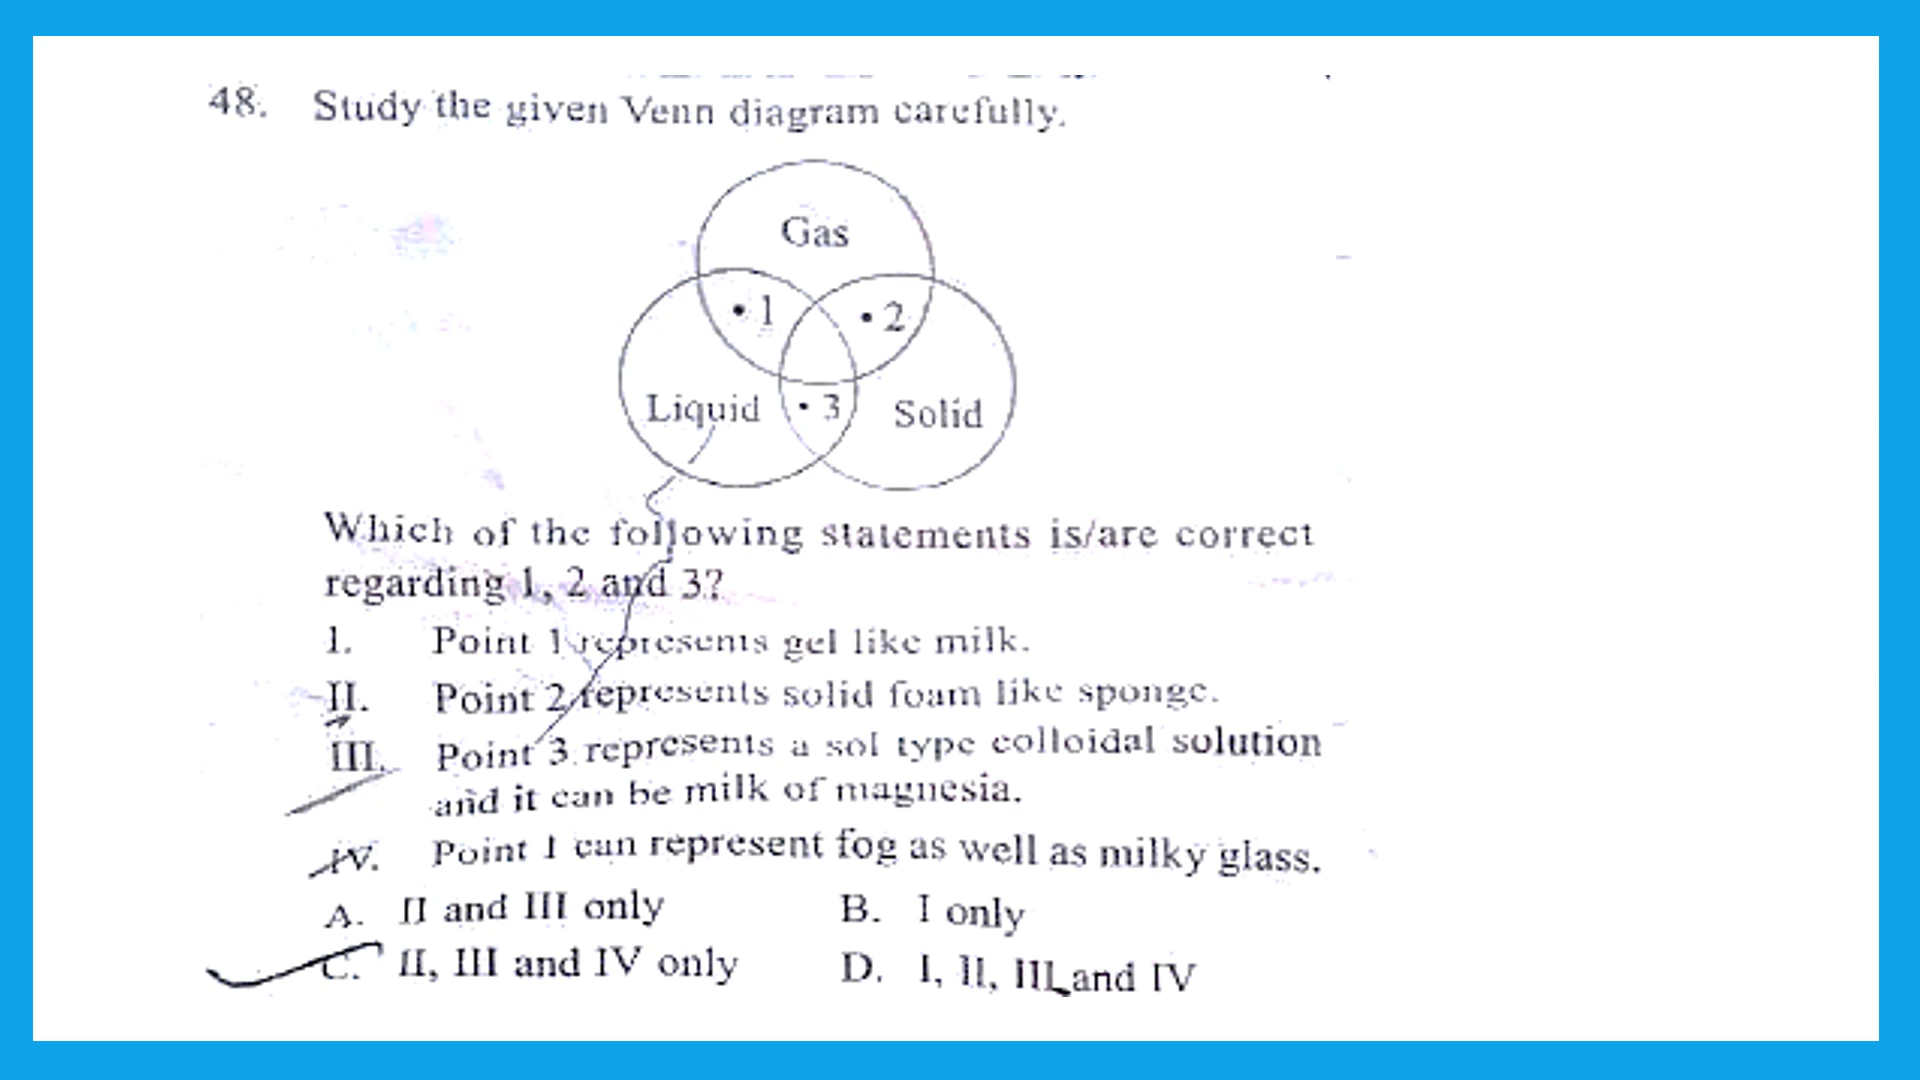 48. Study the given Venn diagram carefully.
Gas
• 1 • 2
Liquid • 3 Solid
Which of the following statements is/are correct
regarding 1, 2 and 3?
I. Point 1 represents gel like milk.
II. Point 2 represents solid foam like sponge.
III. Point 3 represents a sol type colloidal solution
and it can be milk of magnesia.
IV. Point 1 can represent fog as well as milky glass.
A. II and III only B. I only
C. II, III and IV only D. I, II, III and IV